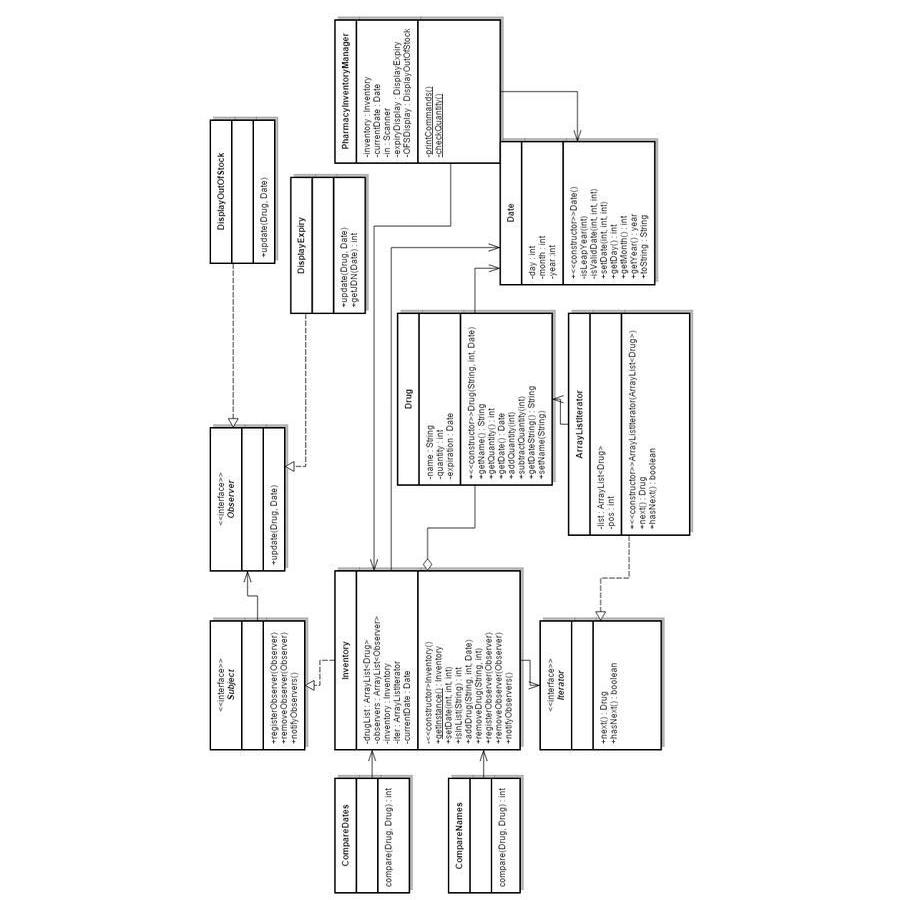 <<interface>>
Subject
+registerObserver(Observer)
+removeObserver(Observer)
+notifyObservers()
<<interface>>
Observer
+update(Drug, Date)
DisplayOutOfStock
+update(Drug, Date)
DisplayExpiry
+update(Drug, Date)
+getJDN(Date) : int
CompareDates
compare(Drug, Drug) : int
CompareNames
compare(Drug, Drug) : int
Inventory
-drugList : ArrayList<Drug>
-observers : ArrayList<Observer>
-inventory : Inventory
-iter : ArrayListIterator
-currentDate : Date
-<<constructor>Inventory()
+getInstance() : Inventory
+setDate(int, int, int)
+isInList(String) : int
+addDrug(String, int, Date)
+removeDrug(String, int)
+registerObserver(Observer)
+removeObserver(Observer)
+notifyObservers()
PharmacyInventoryManager
-inventory : Inventory
-currentDate : Date
-in : Scanner
-expiryDisplay : DisplayExpiry
-OFSDisplay : DisplayOutOfStock
-printCommands()
-checkQuantity()
Drug
-name : String
-quantity : int
-expiration : Date
+<<constructor>>Drug(String, int, Date)
+getName() : String
+getQuantity() : int
+getDate() : Date
+addQuantity(int)
+subtractQuantity(int)
+getDateString() : String
+setName(String)
Date
-day : int
-month : int
-year :int
+<<constructor>>Date()
-isLeapYear(int)
-isValidDate(int, int, int)
+setDate(int, int, int)
+getDay() : int
+getMonth() : int
+getYear() : year
+toString : String
<<interface>>
Iterator
+next() : Drug
+hasNext() : boolean
ArrayListIterator
-list : ArrayList<Drug>
-pos : int
+<<constructor>>ArrayListIterator(ArrayList<Drug>)
+next() : Drug
+hasNext() : boolean